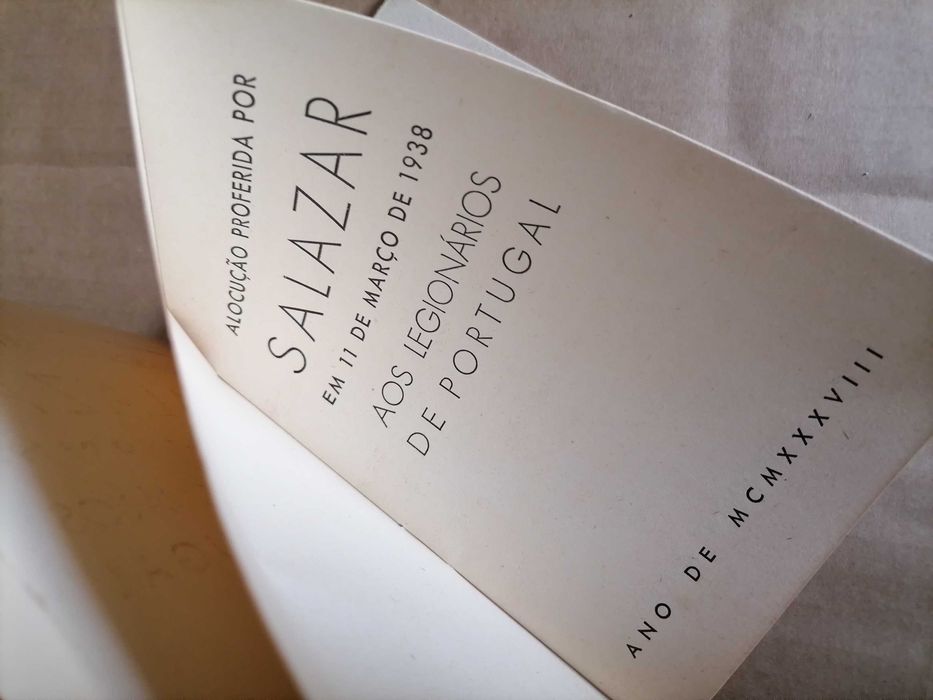 ALOCUÇÃO PROFERIDA POR
SALAZAR
EM 11 DE MARÇO DE 1938
AOS LEGIONÁRIOS
DE PORTUGAL
ANO DE MCMXXXVIII